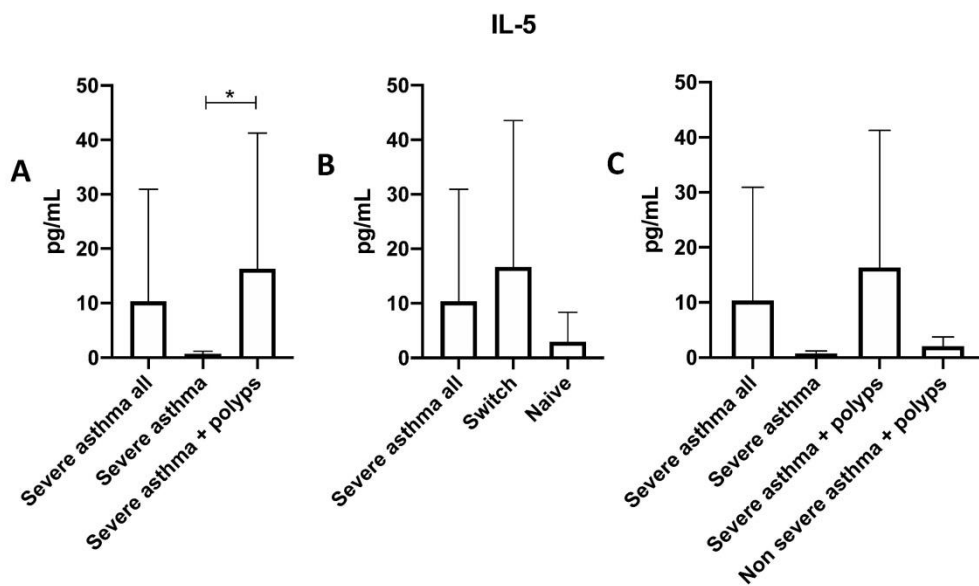 IL-5
A
pg/mL
50
40
30
20
10
0
*
Severe asthma all
Severe asthma
Severe asthma + polyps
B
pg/mL
50
40
30
20
10
0
Severe asthma all
Switch
Naive
C
pg/mL
50
40
30
20
10
0
Severe asthma all
Severe asthma
Severe asthma + polyps
Non severe asthma + polyps